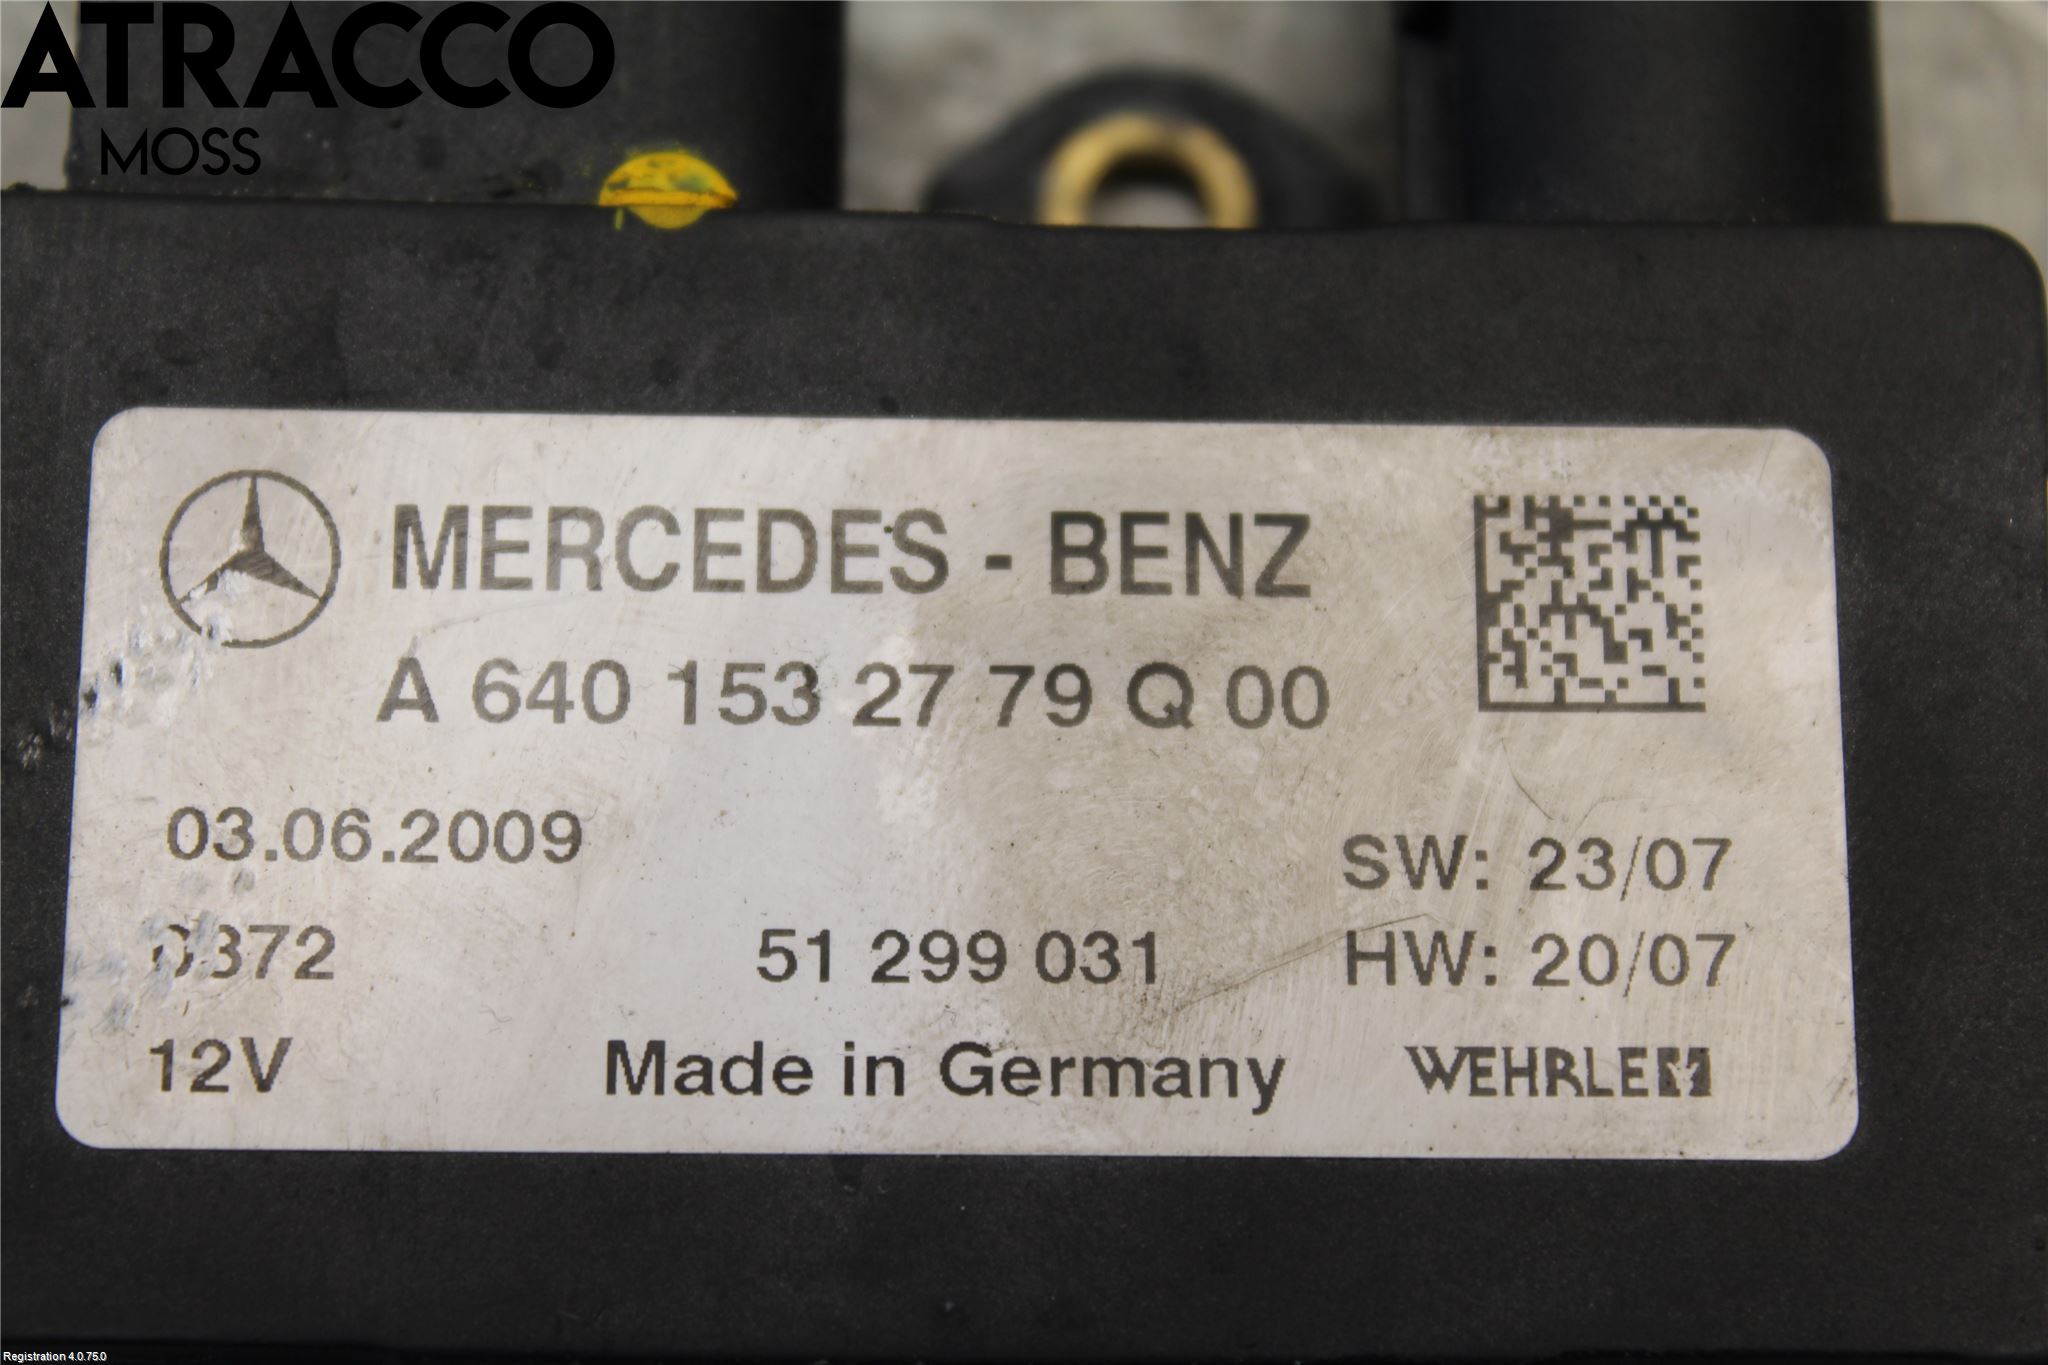 ATRACCO
MOSS
MERCEDES - BENZ
A 640 153 27 79 Q 00
03.06.2009
SW: 23/07
51 299 031
HW: 20/07
12V
Made in Germany
WEHRLE
Registration 4.0.75.0